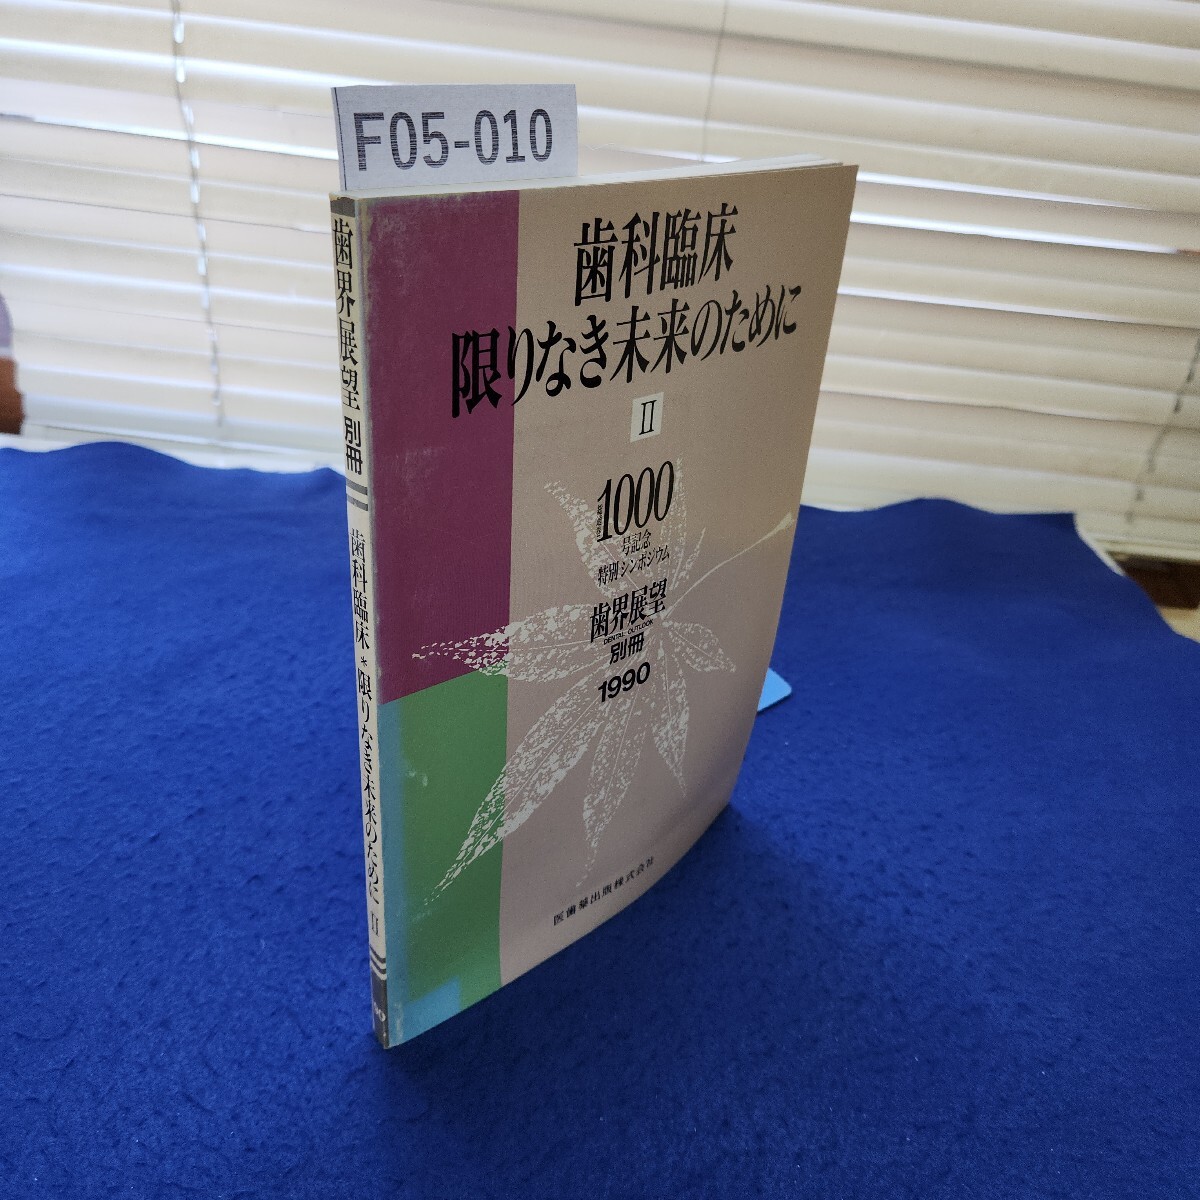 F05-010
歯科臨床
限りなき未来のために
II
1000
号記念
特別シンポジウム
歯界展望
DENTAL OUTLOOK
別冊
1990
医歯薬出版株式会社
歯界展望 別冊 歯科臨床*限りなき未来のために II